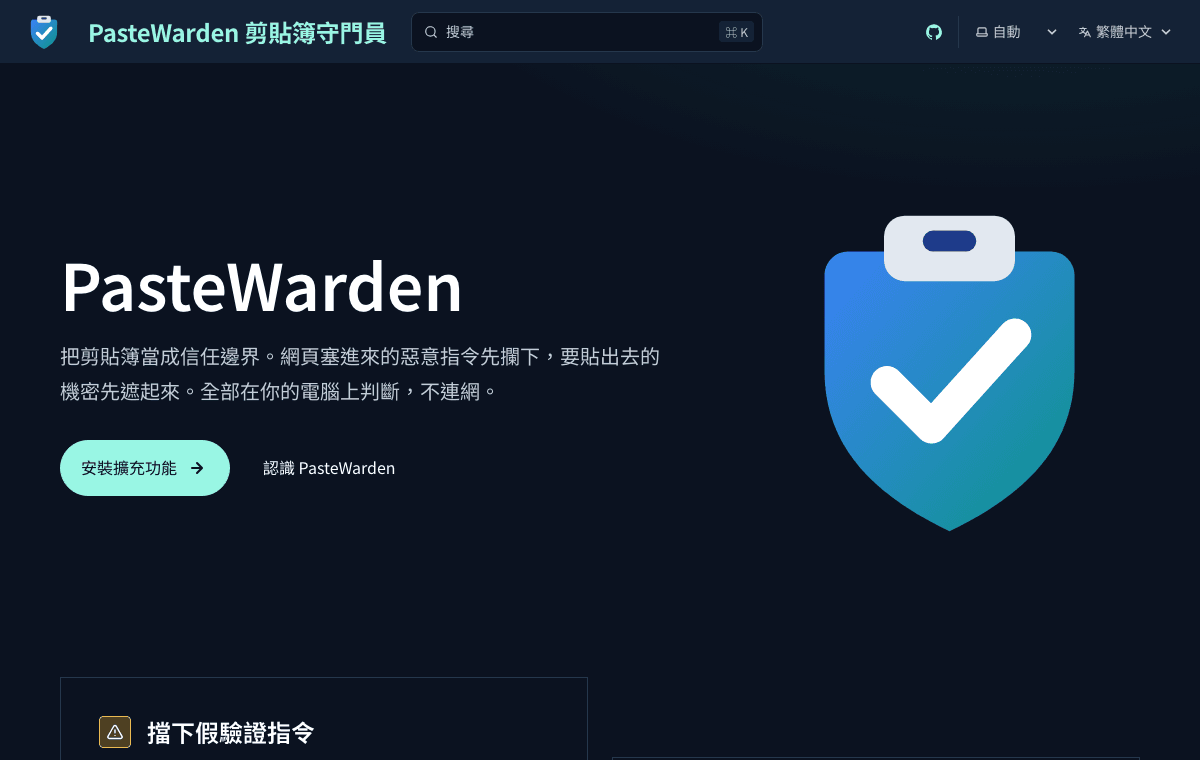 PasteWarden 剪貼簿守門員
搜尋
⌘ K
自動
繁體中文
PasteWarden
把剪貼簿當成信任邊界。網頁塞進來的惡意指令先攔下，要貼出去的
機密先遮起來。全部在你的電腦上判斷，不連網。
安裝擴充功能
認識 PasteWarden
擋下假驗證指令